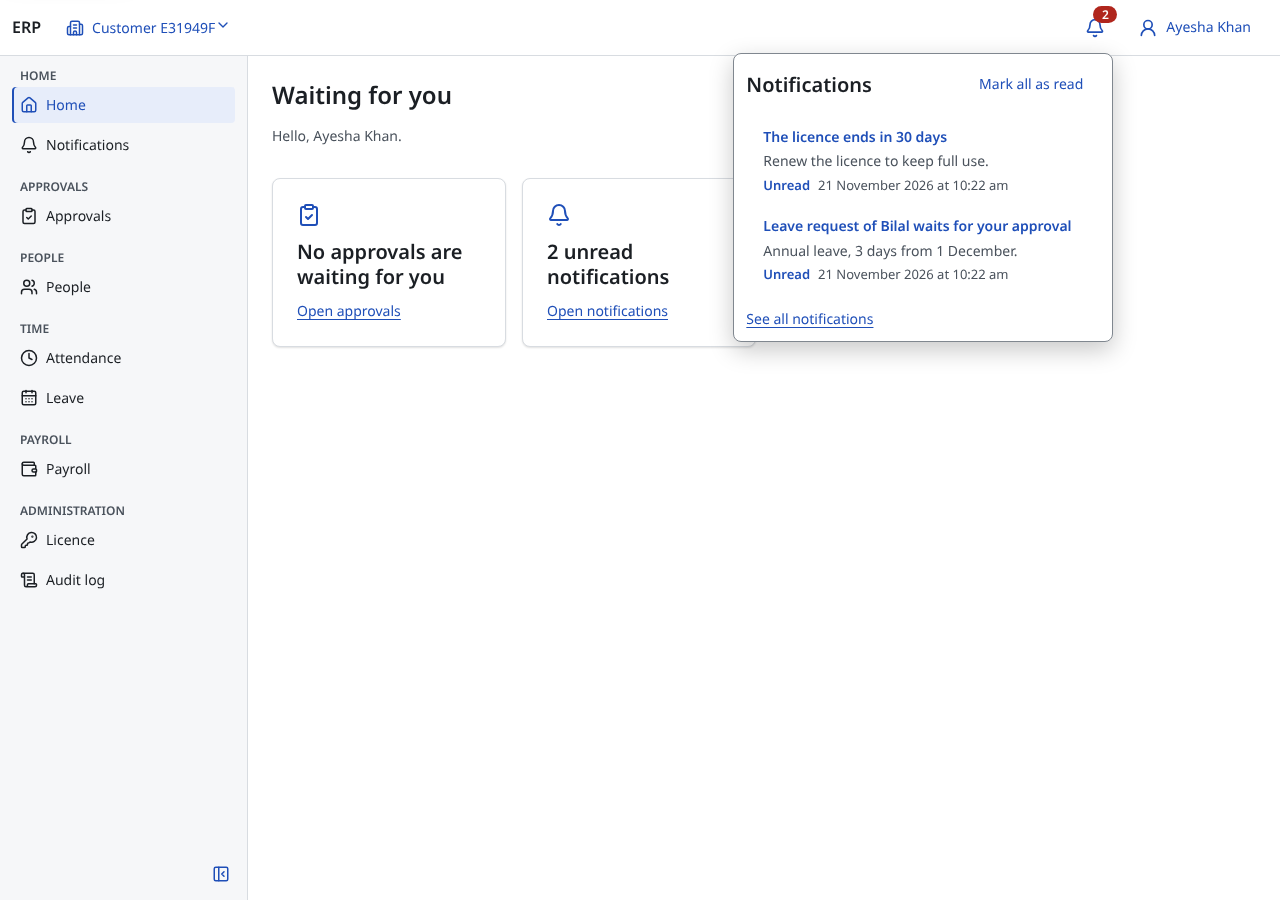 ERP
Customer E31949F
2
Ayesha Khan
HOME
Home
Notifications
APPROVALS
Approvals
PEOPLE
People
TIME
Attendance
Leave
PAYROLL
Payroll
ADMINISTRATION
Licence
Audit log
Waiting for you
Hello, Ayesha Khan.
No approvals are
waiting for you
Open approvals
2 unread
notifications
Open notifications
Notifications
Mark all as read
The licence ends in 30 days
Renew the licence to keep full use.
Unread 21 November 2026 at 10:22 am
Leave request of Bilal waits for your approval
Annual leave, 3 days from 1 December.
Unread 21 November 2026 at 10:22 am
See all notifications